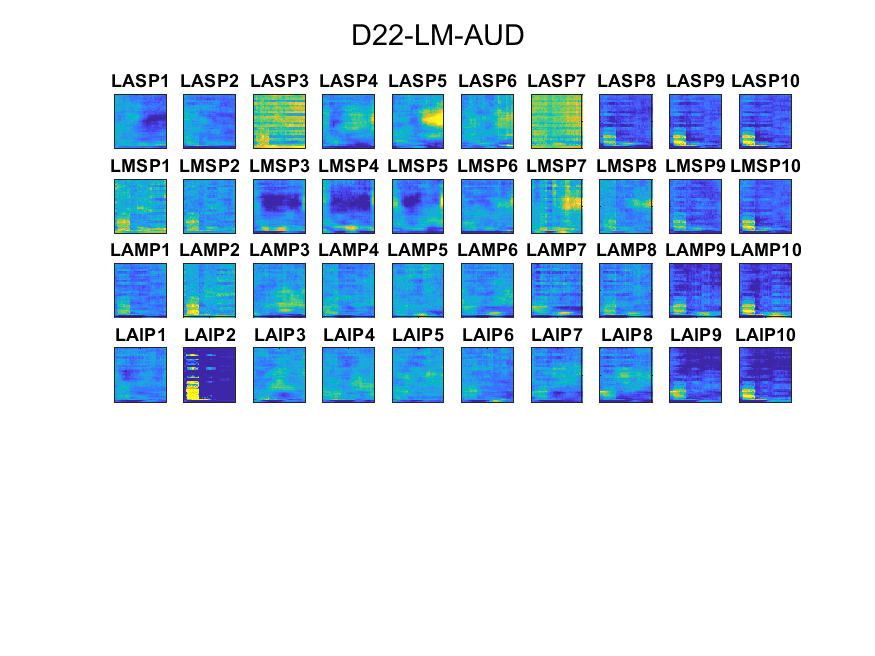 D22-LM-AUD
LASP1 LASP2 LASP3 LASP4 LASP5 LASP6 LASP7 LASP8 LASP9 LASP10
LMSP1 LMSP2 LMSP3 LMSP4 LMSP5 LMSP6 LMSP7 LMSP8 LMSP9 LMSP10
LAMP1 LAMP2 LAMP3 LAMP4 LAMP5 LAMP6 LAMP7 LAMP8 LAMP9 LAMP10
LAIP1 LAIP2 LAIP3 LAIP4 LAIP5 LAIP6 LAIP7 LAIP8 LAIP9 LAIP10